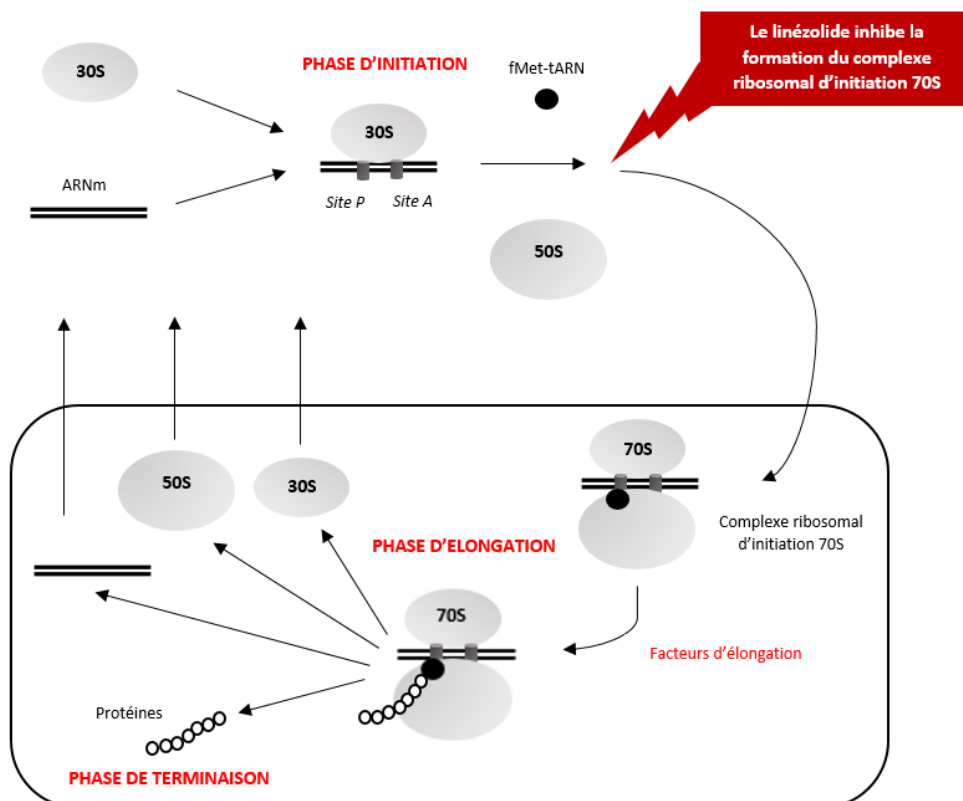 Le linézolide inhibe la
formation du complexe
ribosomal d'initiation 70S
PHASE D'INITIATION
fMet-tARN
30S
30S
ARNm
Site P
Site A
50S
70S
50S
30S
Complexe ribosomal
d'initiation 70S
PHASE D'ELONGATION
70S
Facteurs d'élongation
Protéines
PHASE DE TERMINAISON